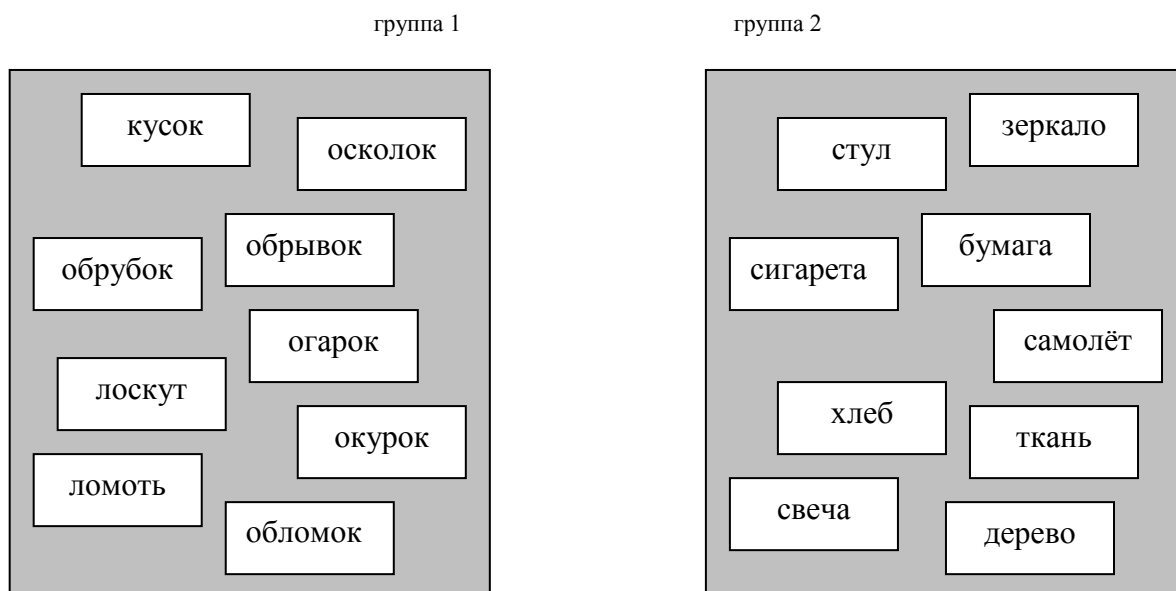 группа 1
группа 2
кусок
осколок
обрубок
обрывок
огарок
лоскут
окурок
ломоть
обломок
зеркало
стул
бумага
сигарета
самолёт
хлеб
ткань
свеча
дерево